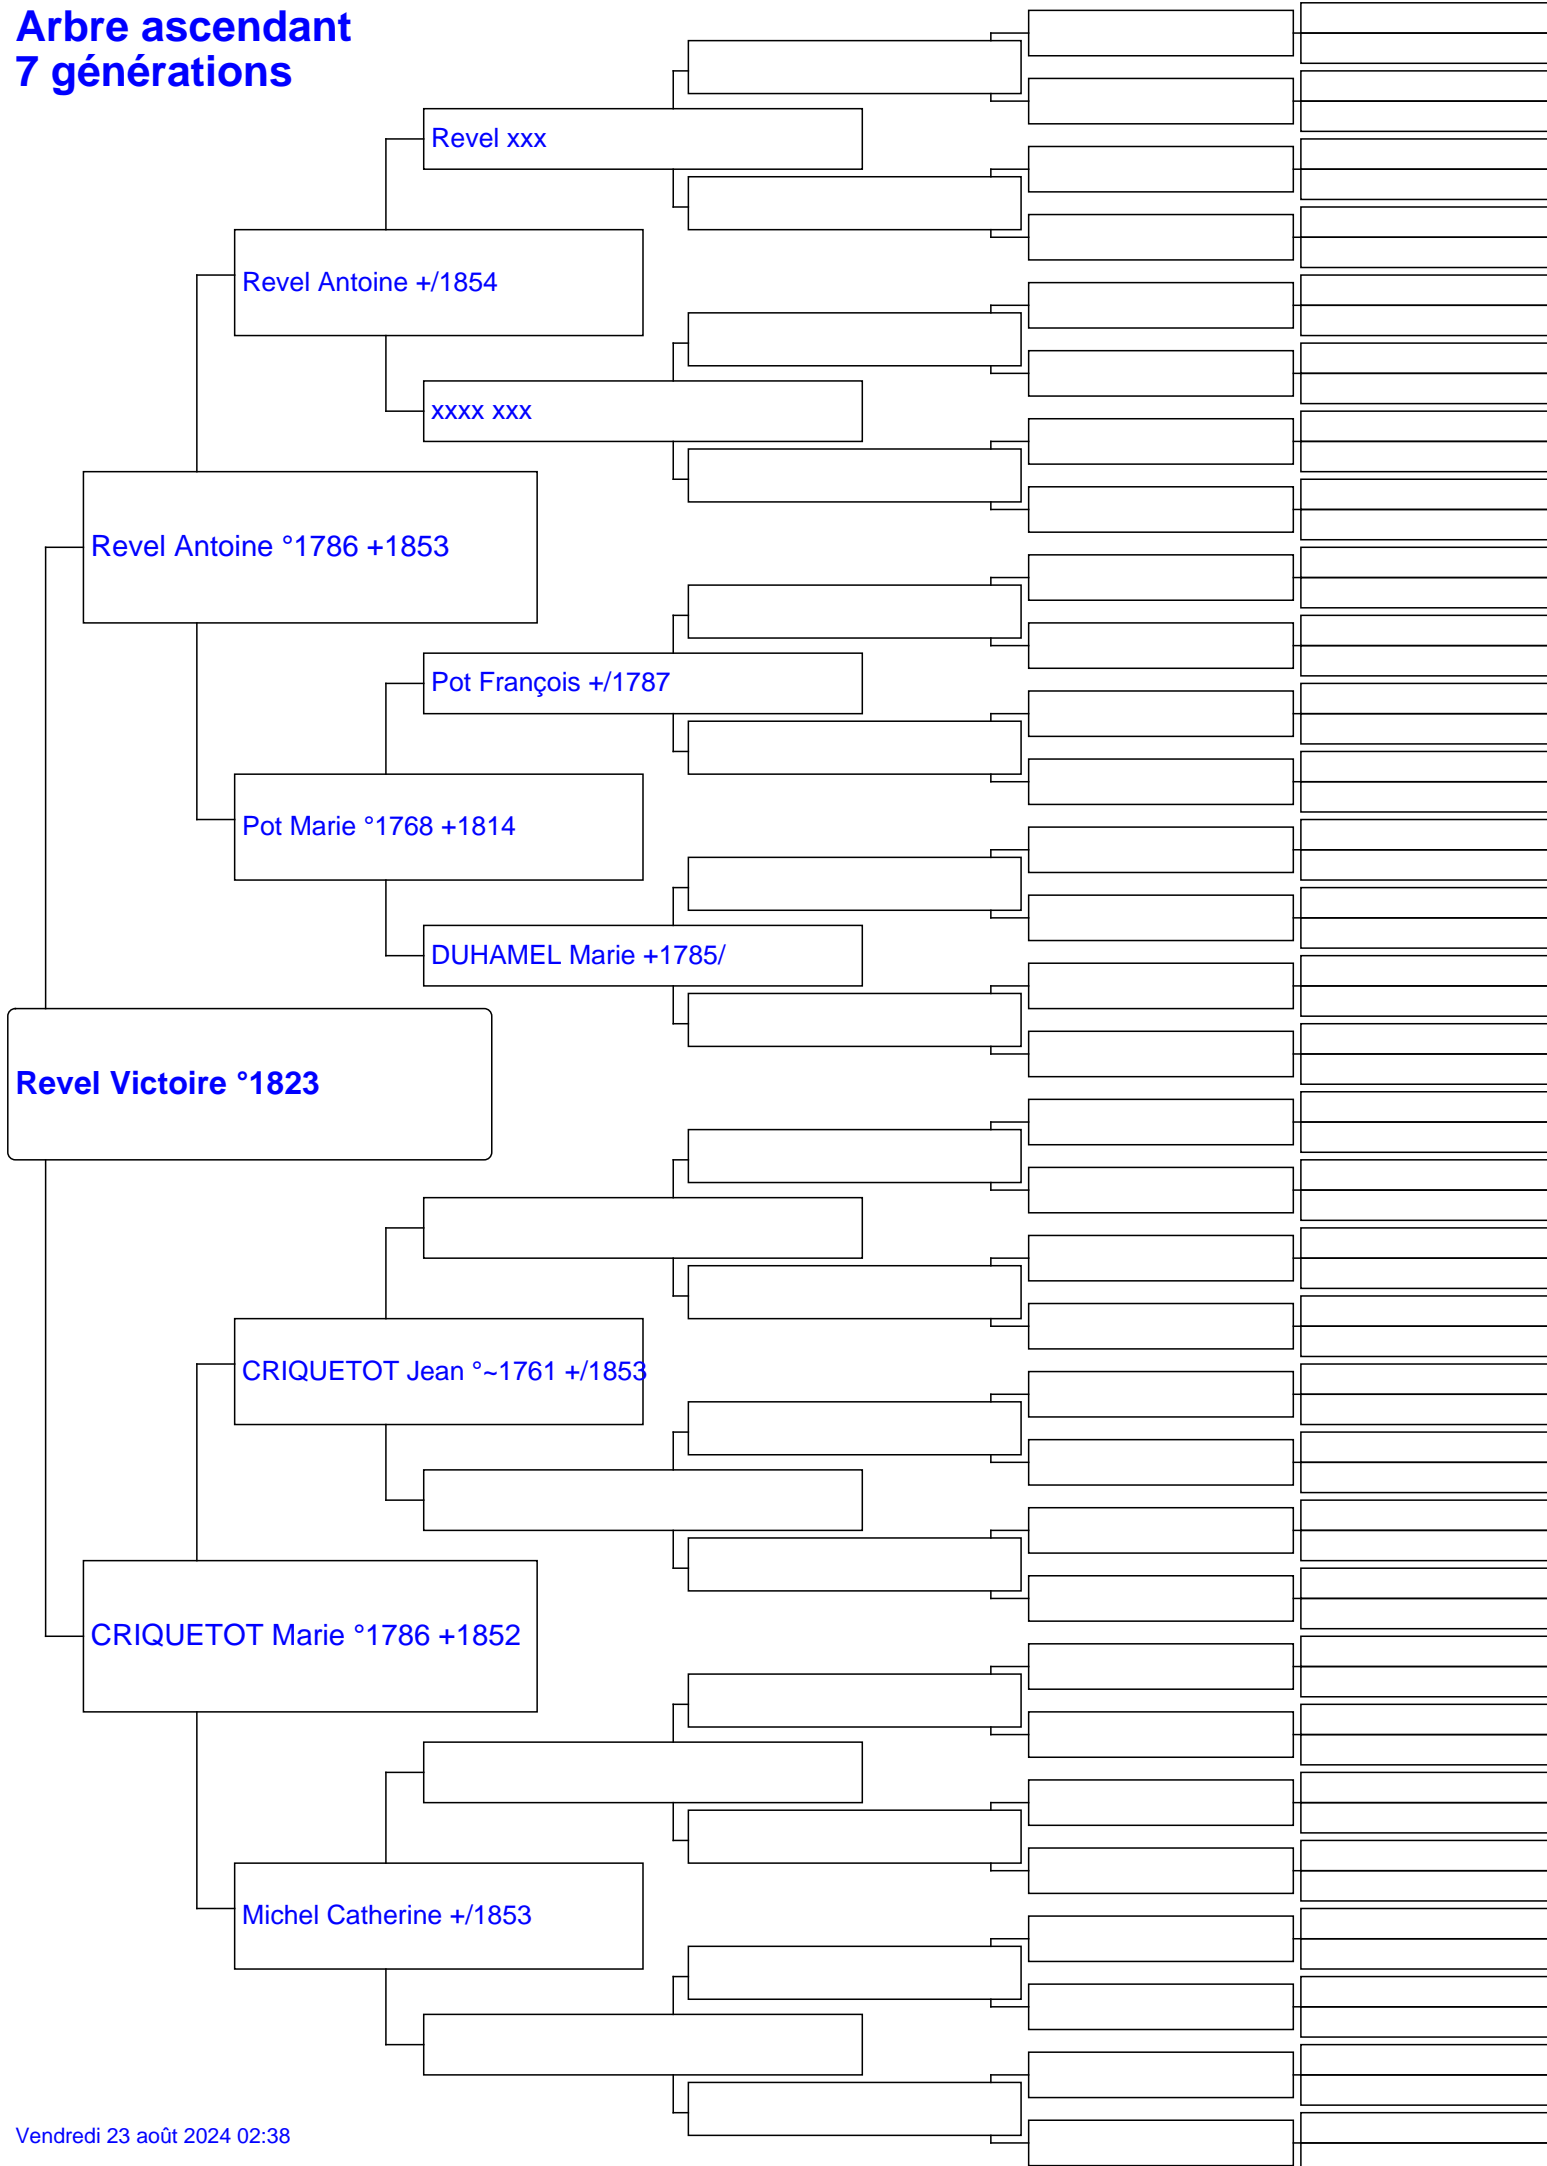 Arbre ascendant
7 générations
Revel xxx
Revel Antoine +/1854
xxxx xxx
Revel Antoine °1786 +1853
Pot François +/1787
Pot Marie °1768 +1814
DUHAMEL Marie +1785/
Revel Victoire °1823
CRIQUETOT Jean °~1761 +/1853
CRIQUETOT Marie °1786 +1852
Michel Catherine +/1853
Vendredi 23 août 2024 02:38